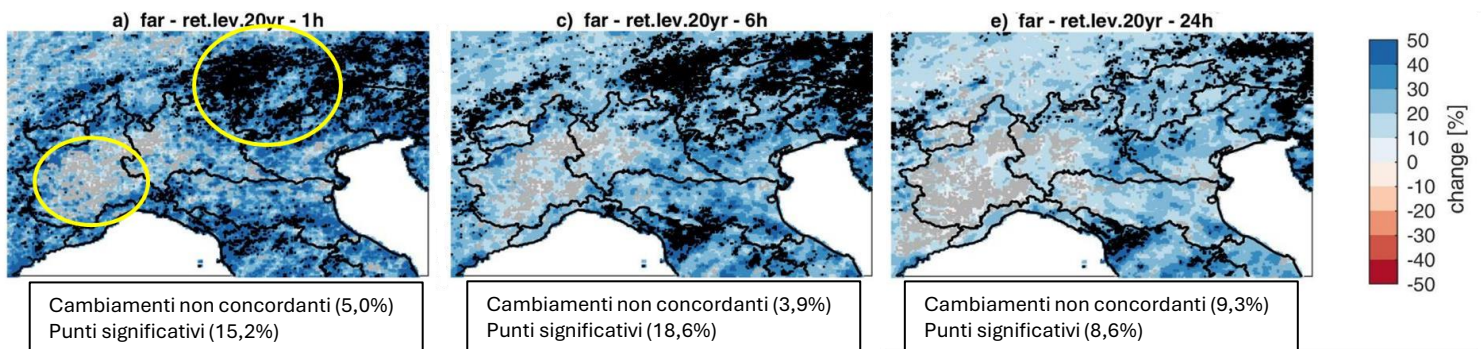 a) far - ret.lev.20yr - 1h
c) far - ret.lev.20yr - 6h
e) far - ret.lev.20yr - 24h
50
40
30
20
10
0
-10
-20
-30
-40
-50
change [%]
Cambiamenti non concordanti (5,0%)
Punti significativi (15,2%)
Cambiamenti non concordanti (3,9%)
Punti significativi (18,6%)
Cambiamenti non concordanti (9,3%)
Punti significativi (8,6%)